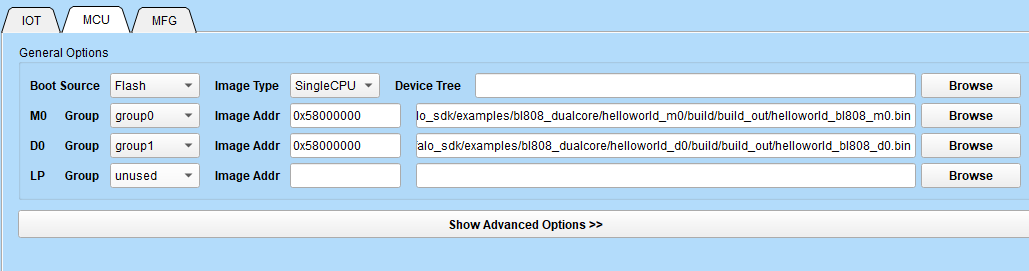 IOT MCU MFG
General Options
Boot Source Flash Image Type SingleCPU Device Tree Browse
M0 Group group0 Image Addr 0x58000000 lo_sdk/examples/bl808_dualcore/helloworld_m0/build/build_out/helloworld_bl808_m0.bin Browse
D0 Group group1 Image Addr 0x58000000 alo_sdk/examples/bl808_dualcore/helloworld_d0/build/build_out/helloworld_bl808_d0.bin Browse
LP Group unused Image Addr Browse
Show Advanced Options >>